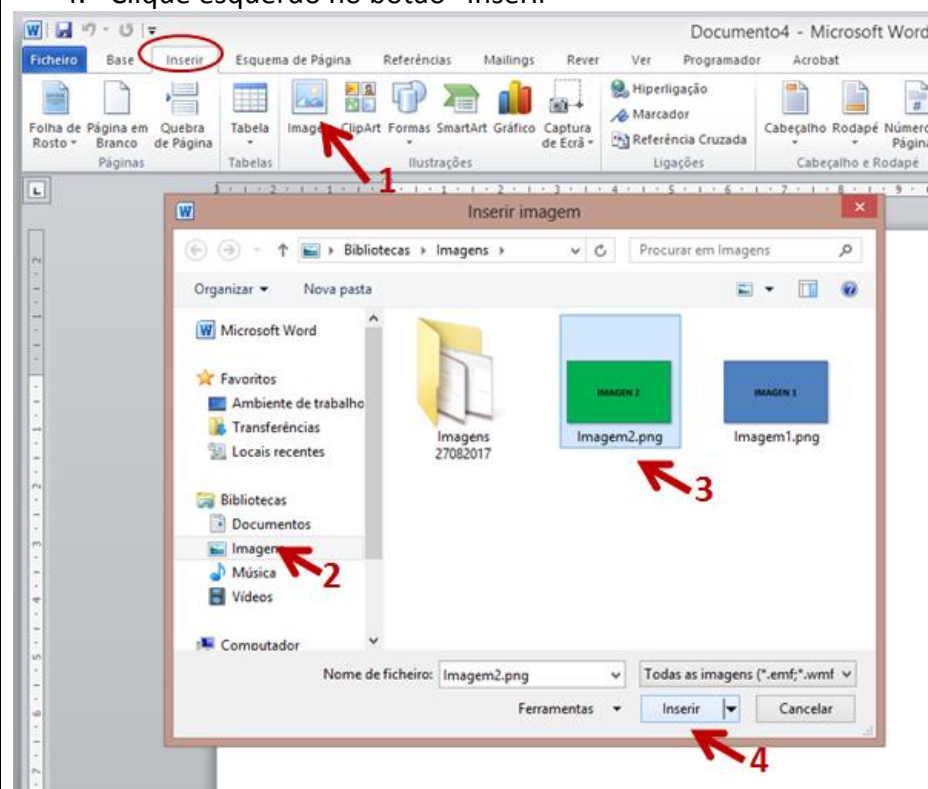 4. Clique esquerdo no botão "Inserir"
Documento4 - Microsoft Word
Ficheiro Base Inserir Esquema de Página Referências Mailings Rever Ver Programador Acrobat
Folha de Rosto
Página em Branco
Quebra de Página
Páginas
Tabela
Tabelas
Imagem ClipArt Formas SmartArt Gráfico
Captura de Ecrã
Ilustrações
Hiperligação
Marcador
Referência Cruzada
Ligações
Cabeçalho Rodapé Número Página
Cabeçalho e Rodapé
1
Inserir imagem
Bibliotecas Imagens
Procurar em Imagens
Organizar Nova pasta
Microsoft Word
Favoritos
Ambiente de trabalho
Transferências
Locais recentes
Bibliotecas
Documentos
Imagens
Música
Vídeos
Computador
2
Imagens
27082017
IMAGEN 2
Imagem2.png
IMAGEN 1
Imagem1.png
3
Nome de ficheiro: Imagem2.png
Todas as imagens (*.emf;*.wmf
Ferramentas Inserir Cancelar
4